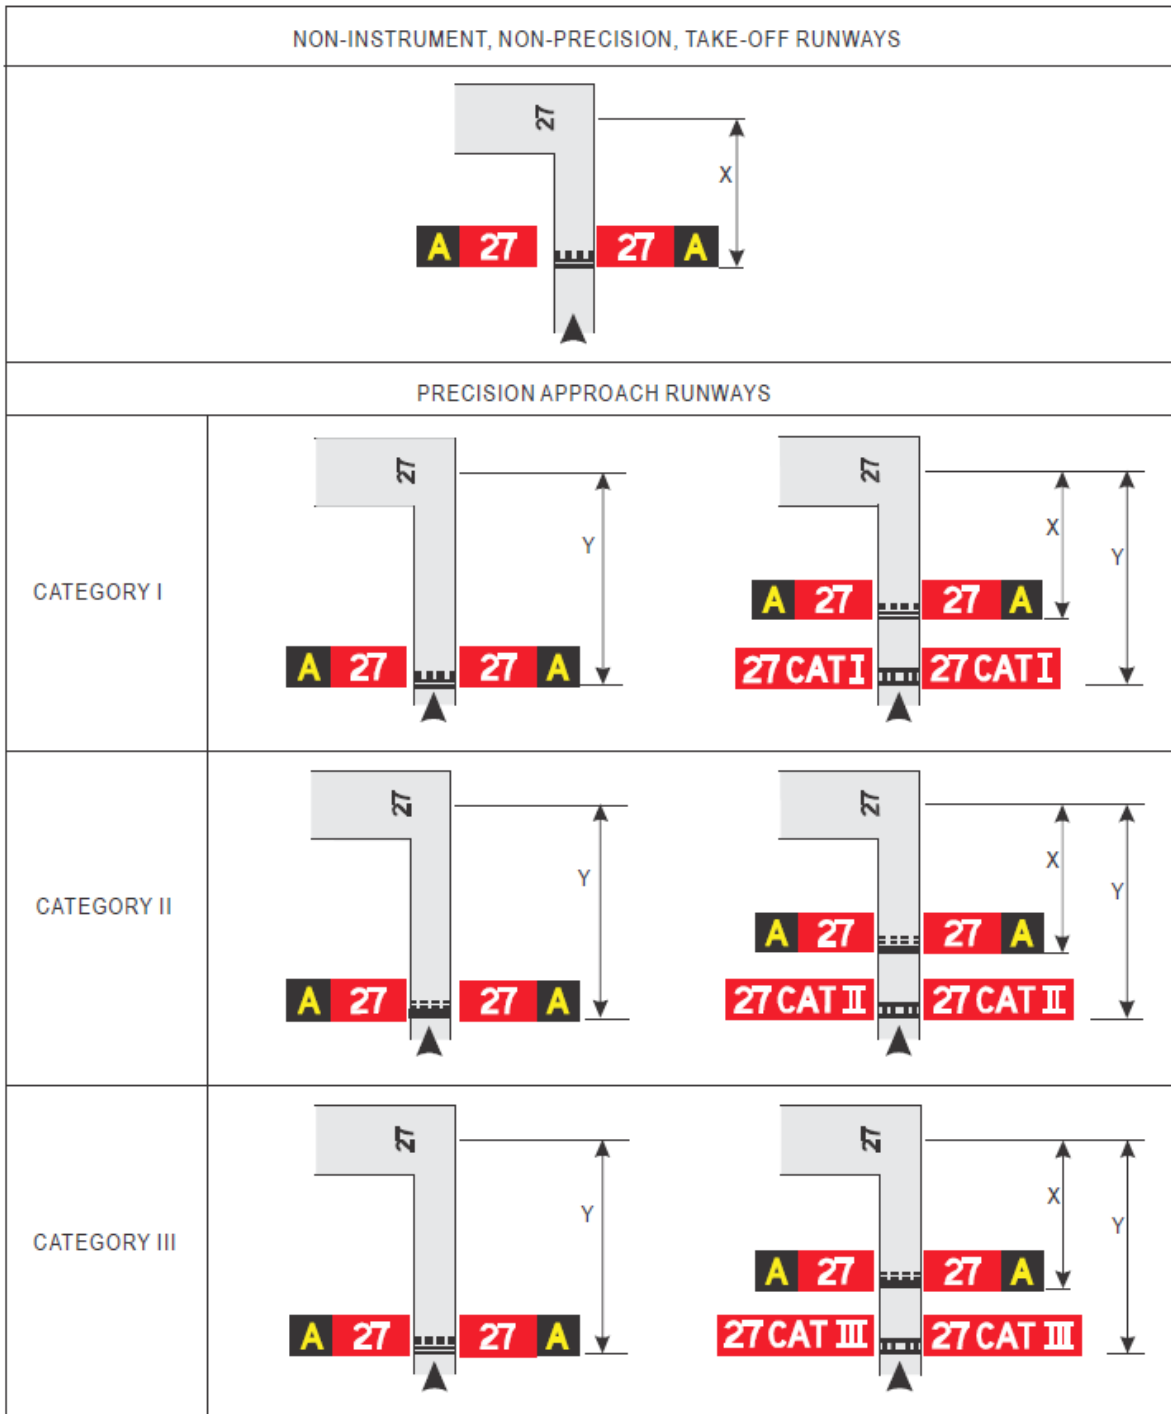 NON-INSTRUMENT, NON-PRECISION, TAKE-OFF RUNWAYS
27
X
A 27 27 A
PRECISION APPROACH RUNWAYS
CATEGORY I
27
Y
A 27 27 A
27
X
Y
A 27 27 A
27 CAT I 27 CAT I
CATEGORY II
27
Y
A 27 27 A
27
X
Y
A 27 27 A
27 CAT II 27 CAT II
CATEGORY III
27
Y
A 27 27 A
27
X
Y
A 27 27 A
27 CAT III 27 CAT III